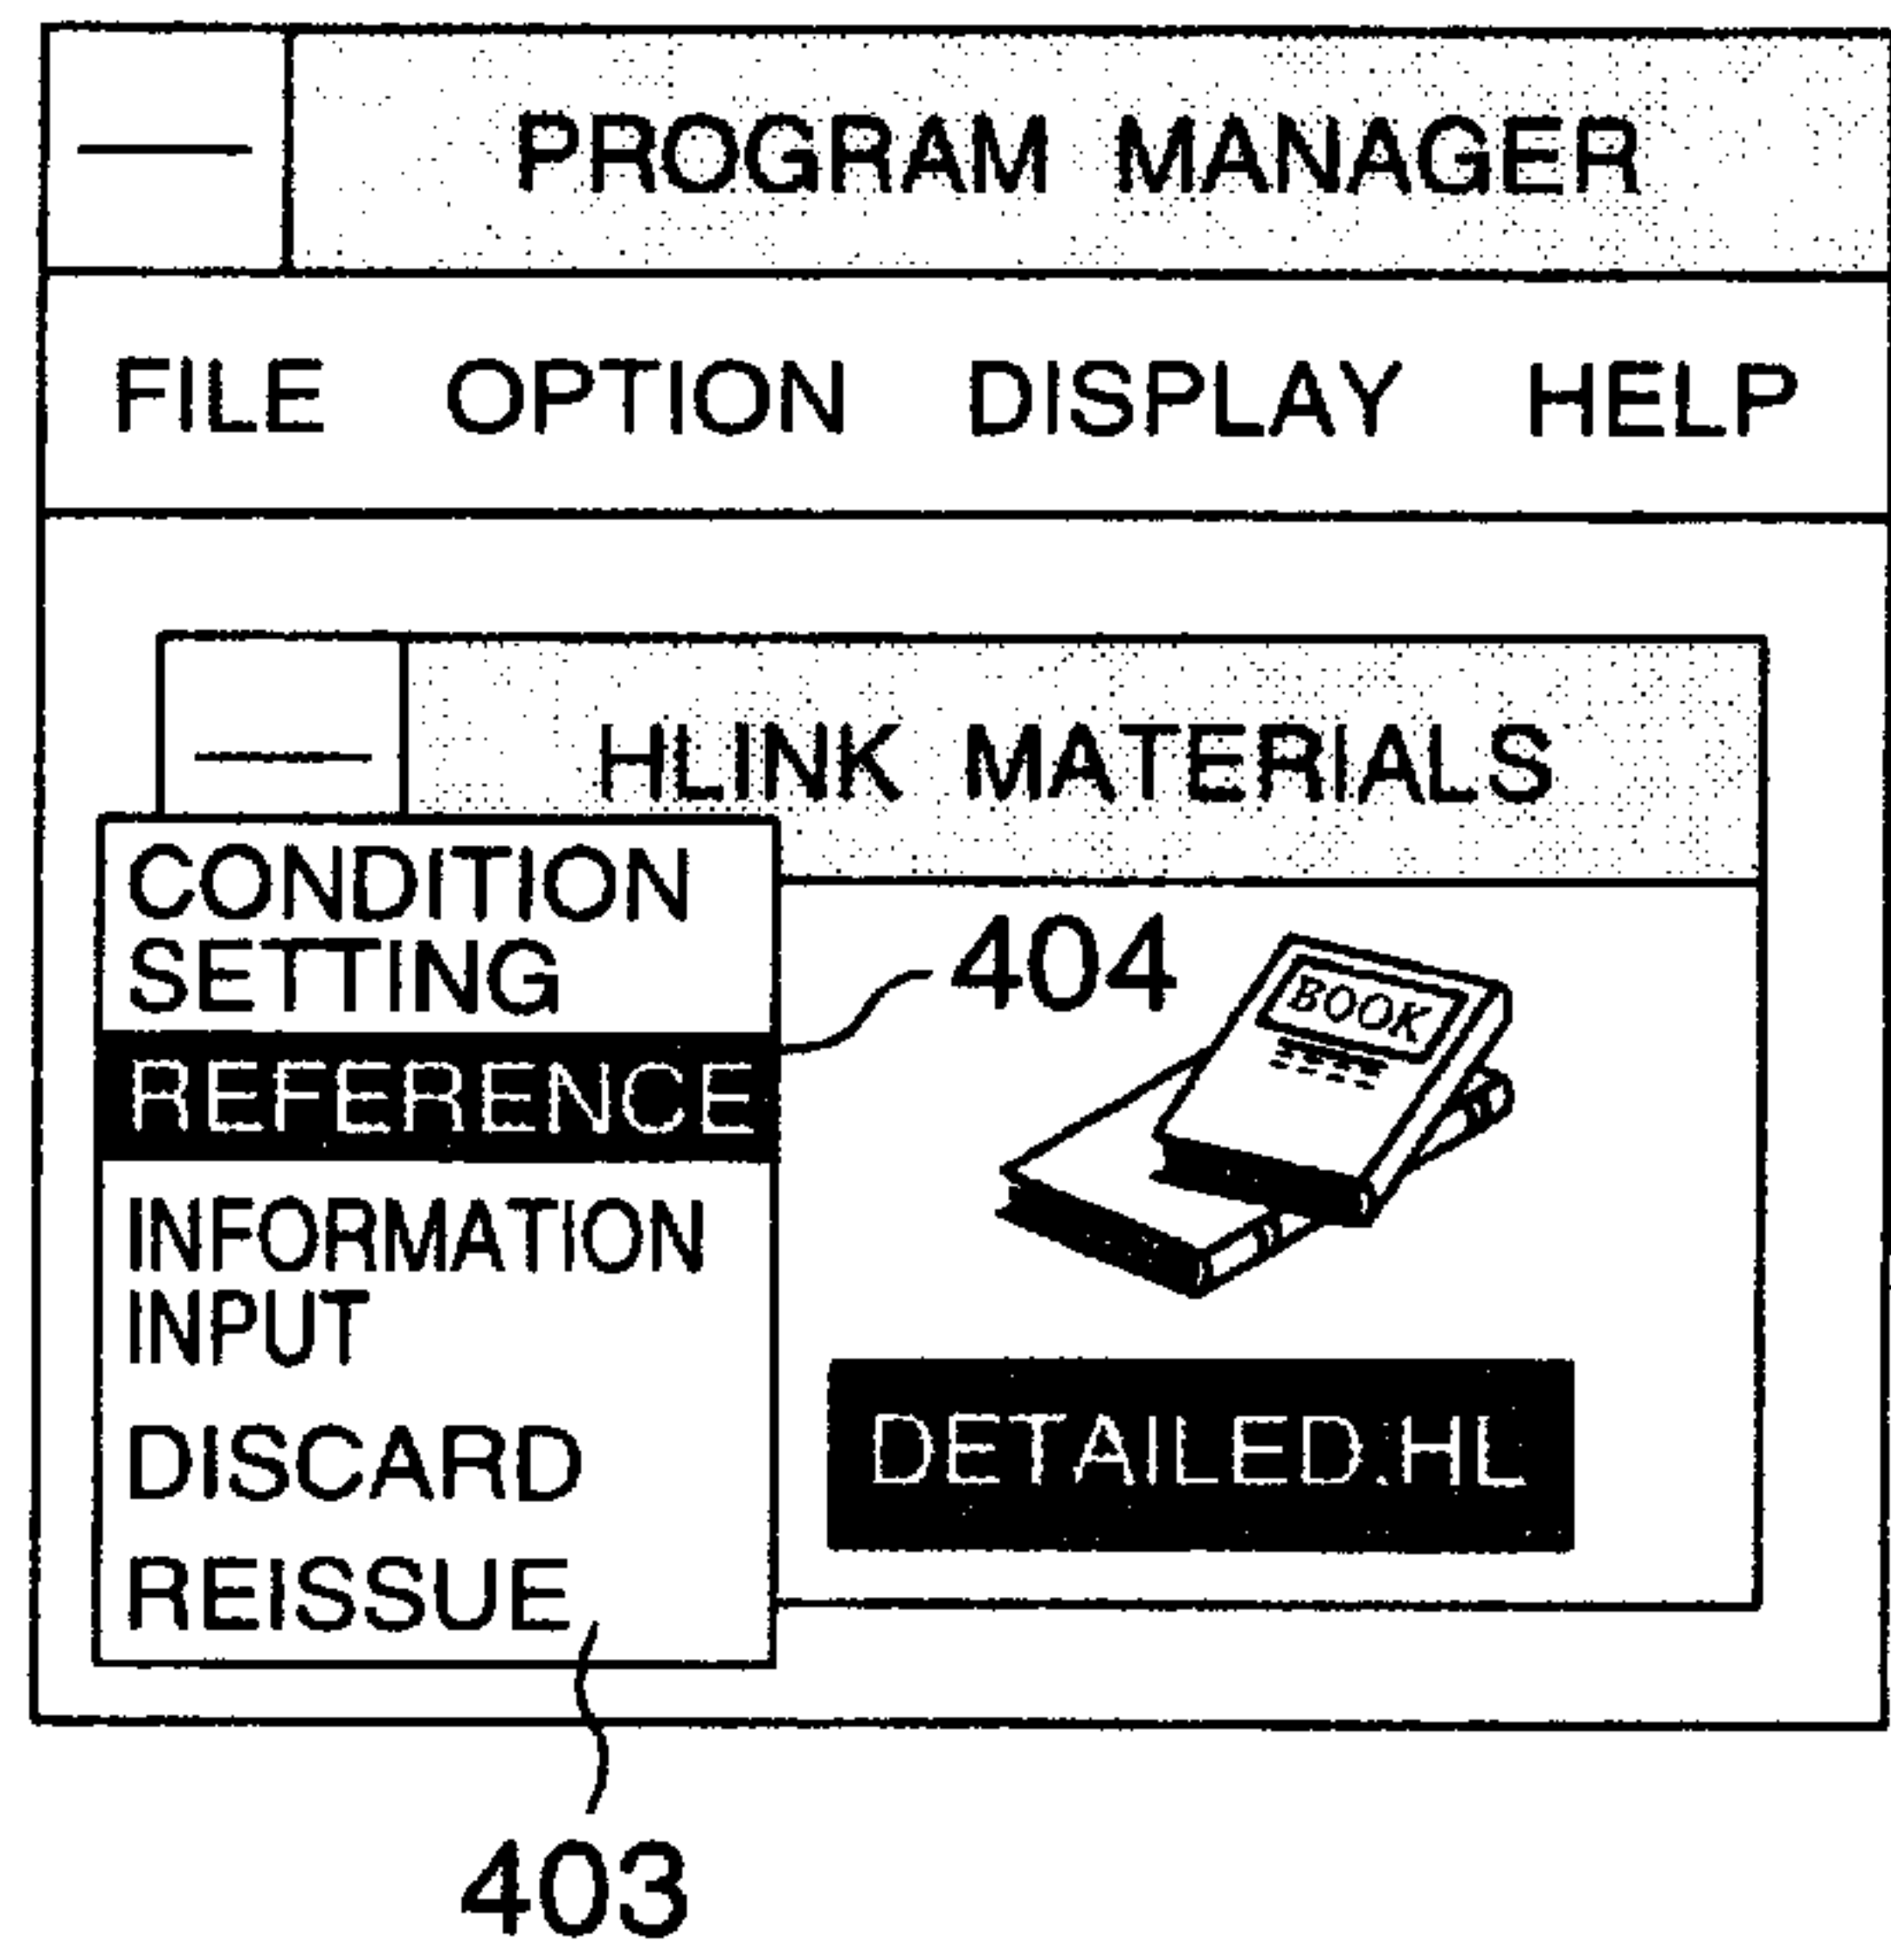 PROGRAM MANAGER
FILE OPTION DISPLAY HELP
HLINK MATERIALS
CONDITION
SETTING
404
BOOK
REFERENCE
INFORMATION
INPUT
DISCARD
DETAILED.HL
REISSUE
403